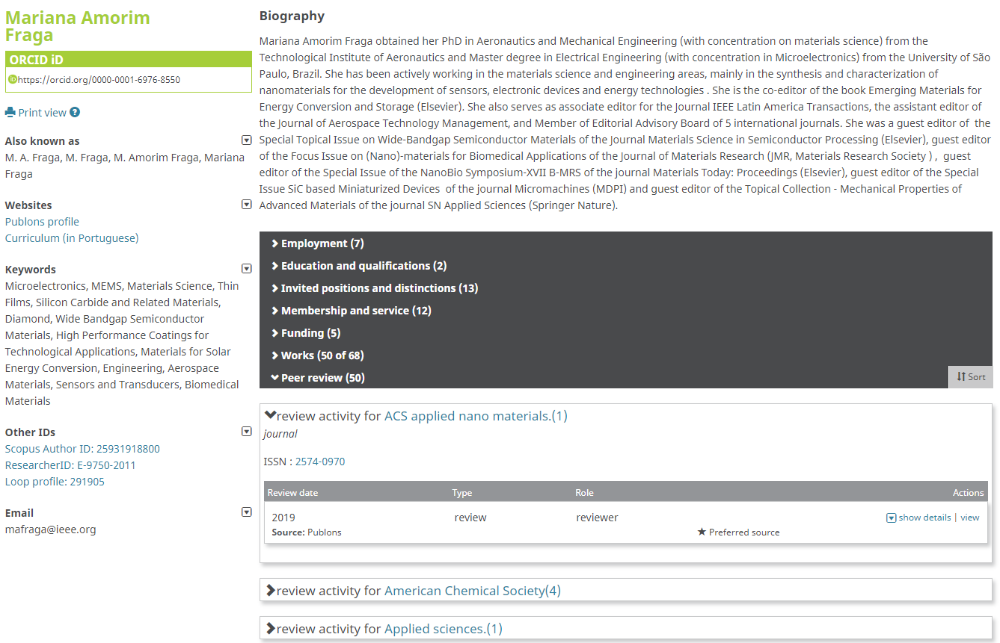 Mariana Amorim
Fraga
ORCID iD
https://orcid.org/0000-0001-6976-8550
Print view
Also known as
M. A. Fraga, M. Fraga, M. Amorim Fraga, Mariana
Fraga
Websites
Publons profile
Curriculum (in Portuguese)
Keywords
Microelectronics, MEMS, Materials Science, Thin
Films, Silicon Carbide and Related Materials,
Diamond, Wide Bandgap Semiconductor
Materials, High Performance Coatings for
Technological Applications, Materials for Solar
Energy Conversion, Engineering, Aerospace
Materials, Sensors and Transducers, Biomedical
Materials
Other IDs
Scopus Author ID: 25931918800
ResearcherID: E-9750-2011
Loop profile: 291905
Email
mafraga@ieee.org
Biography
Mariana Amorim Fraga obtained her PhD in Aeronautics and Mechanical Engineering (with concentration on materials science) from the
Technological Institute of Aeronautics and Master degree in Electrical Engineering (with concentration in Microelectronics) from the University of São
Paulo, Brazil. She has been actively working in the materials science and engineering areas, mainly in the synthesis and characterization of
nanomaterials for the development of sensors, electronic devices and energy technologies . She is the co-editor of the book Emerging Materials for
Energy Conversion and Storage (Elsevier). She also serves as associate editor for the Journal IEEE Latin America Transactions, the assistant editor of
the Journal of Aerospace Technology Management, and Member of Editorial Advisory Board of 5 international journals. She was a guest editor of the
Special Topical Issue on Wide-Bandgap Semiconductor Materials of the Journal Materials Science in Semiconductor Processing (Elsevier), guest editor
of the Focus Issue on (Nano)-materials for Biomedical Applications of the Journal of Materials Research (JMR, Materials Research Society ) , guest
editor of the Special Issue of the NanoBio Symposium-XVII B-MRS of the journal Materials Today: Proceedings (Elsevier), guest editor of the Special
Issue SiC based Miniaturized Devices of the journal Micromachines (MDPI) and guest editor of the Topical Collection - Mechanical Properties of
Advanced Materials of the journal SN Applied Sciences (Springer Nature).
Employment (7)
Education and qualifications (2)
Invited positions and distinctions (13)
Membership and service (12)
Funding (5)
Works (50 of 68)
Peer review (50)
Sort
review activity for ACS applied nano materials.(1)
journal
ISSN : 2574-0970
Review date Type Role Actions
2019 review reviewer show details | view
Source: Publons ★ Preferred source
review activity for American Chemical Society(4)
review activity for Applied sciences.(1)